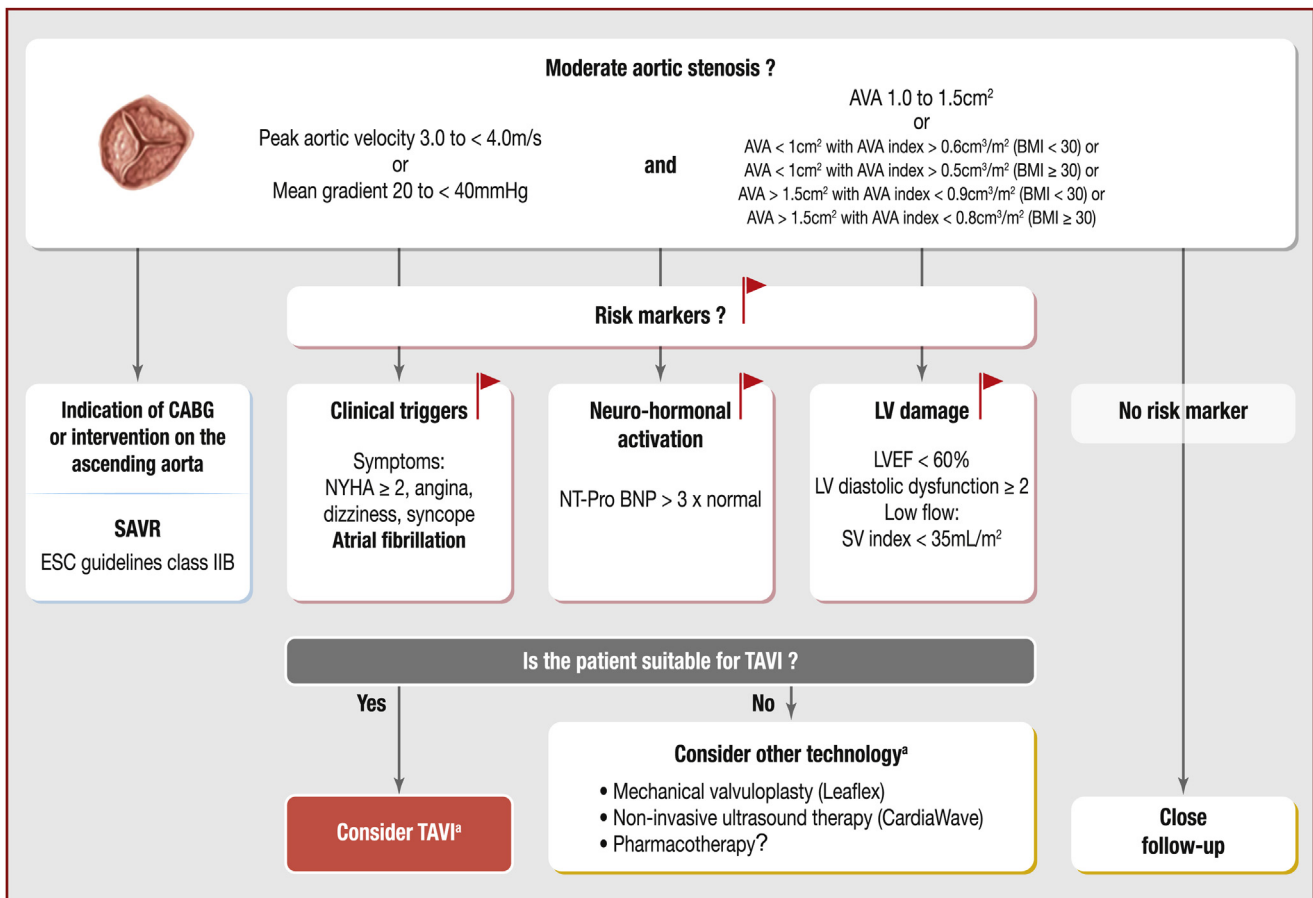 Moderate aortic stenosis ?
Peak aortic velocity 3.0 to < 4.0m/s
or
Mean gradient 20 to < 40mmHg
and
AVA 1.0 to 1.5cm²
or
AVA < 1cm² with AVA index > 0.6cm³/m² (BMI < 30) or
AVA < 1cm² with AVA index > 0.5cm³/m² (BMI ≥ 30) or
AVA > 1.5cm² with AVA index < 0.9cm³/m² (BMI < 30) or
AVA > 1.5cm² with AVA index < 0.8cm³/m² (BMI ≥ 30)
Risk markers ?
Indication of CABG
or intervention on the
ascending aorta
SAVR
ESC guidelines class IIB
Clinical triggers
Symptoms:
NYHA ≥ 2, angina,
dizziness, syncope
Atrial fibrillation
Neuro-hormonal
activation
NT-Pro BNP > 3 x normal
LV damage
LVEF < 60%
LV diastolic dysfunction ≥ 2
Low flow:
SV index < 35mL/m²
No risk marker
Is the patient suitable for TAVI ?
Yes
No
Consider TAVIᵃ
Consider other technologyᵃ
• Mechanical valvuloplasty (Leaflex)
• Non-invasive ultrasound therapy (CardiaWave)
• Pharmacotherapy?
Close
follow-up